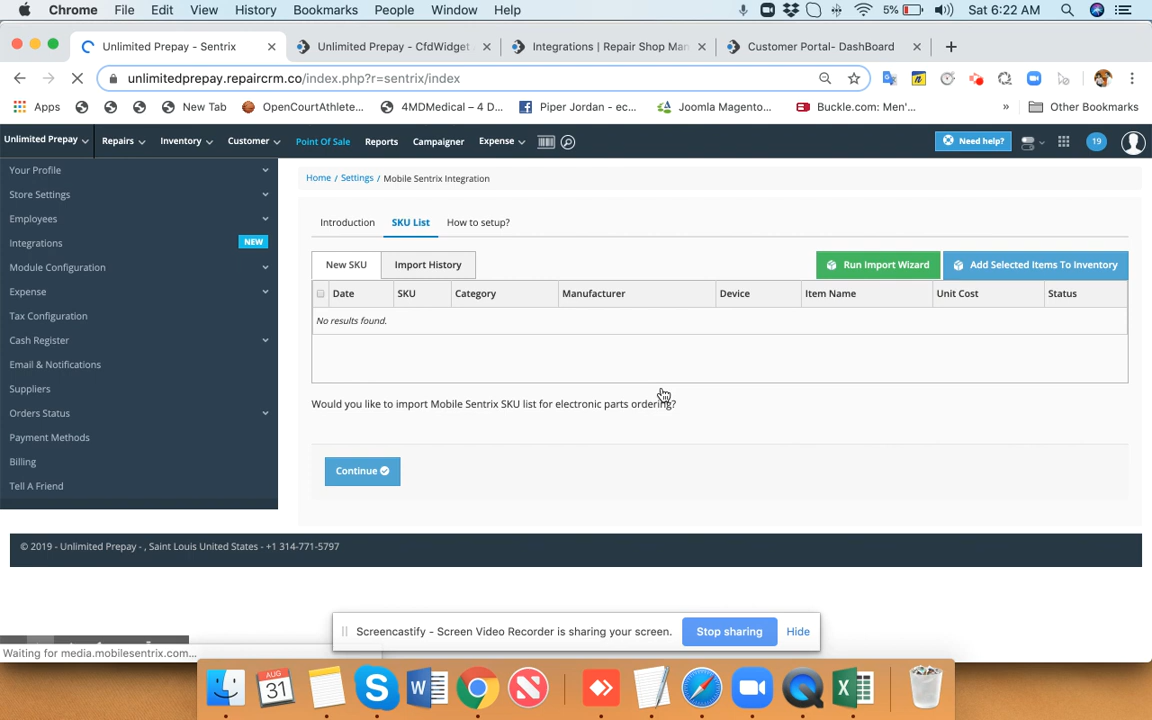 Chrome File Edit View History Bookmarks People Window Help 5% Sat 6:22 AM
Unlimited Prepay - Sentrix Unlimited Prepay - CfdWidget Integrations | Repair Shop Man Customer Portal- DashBoard
unlimitedprepay.repaircrm.co/index.php?r=sentrix/index
Apps New Tab OpenCourtAthlete... 4MDMedical – 4 D... Piper Jordan - ec... Joomla Magento... Buckle.com: Men'... » Other Bookmarks
Unlimited Prepay Repairs Inventory Customer Point Of Sale Reports Campaigner Expense Need help? 19
Your Profile
Store Settings
Employees
Integrations NEW
Module Configuration
Expense
Tax Configuration
Cash Register
Email & Notifications
Suppliers
Orders Status
Payment Methods
Billing
Tell A Friend
Home / Settings / Mobile Sentrix Integration
Introduction SKU List How to setup?
New SKU Import History Run Import Wizard Add Selected Items To Inventory
Date SKU Category Manufacturer Device Item Name Unit Cost Status
No results found.
Would you like to import Mobile Sentrix SKU list for electronic parts ordering?
Continue
© 2019 - Unlimited Prepay - , Saint Louis United States - +1 314-771-5797
Screencastify - Screen Video Recorder is sharing your screen. Stop sharing Hide
Waiting for media.mobilesentrix.com...
AUG
31